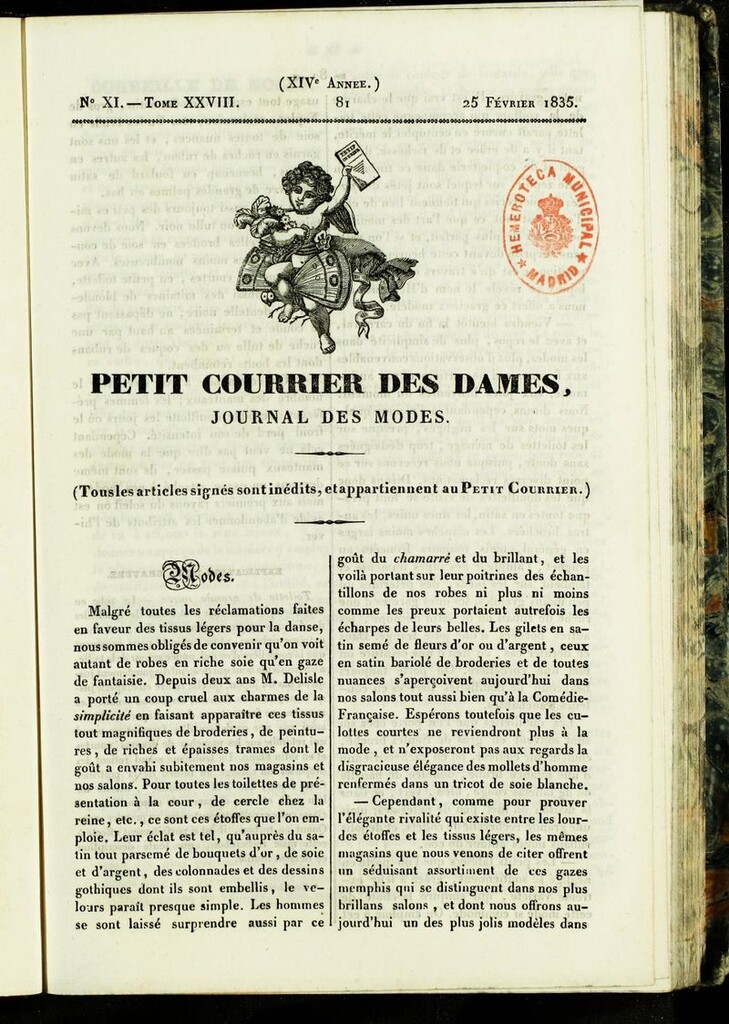 (XIVe ANNEE.)
No XI. — TOME XXVIII. 81 25 FÉVRIER 1835.
PETIT
HEMEROTECA MUNICIPAL
★ MADRID ★
PETIT COURRIER DES DAMES,
JOURNAL DES MODES.
(Tous les articles signés sont inédits, et appartiennent au PETIT COURRIER.)
Modes.
Malgré toutes les réclamations faites
en faveur des tissus légers pour la danse,
nous sommes obligés de convenir qu'on voit
autant de robes en riche soie qu'en gaze
de fantaisie. Depuis deux ans M. Delisle
a porté un coup cruel aux charmes de la
simplicité en faisant apparaître ces tissus
tout magnifiques de broderies, de peintu-
res, de riches et épaisses trames dont le
goût a envahi subitement nos magasins et
nos salons. Pour toutes les toilettes de pré-
sentation à la cour, de cercle chez la
reine, etc., ce sont ces étoffes que l'on em-
ploie. Leur éclat est tel, qu'auprès du sa-
tin tout parsemé de bouquets d'or, de soie
et d'argent, des colonnades et des dessins
gothiques dont ils sont embellis, le ve-
lours paraît presque simple. Les hommes
se sont laissé surprendre aussi par ce
goût du chamarré et du brillant, et les
voilà portant sur leur poitrines des échan-
tillons de nos robes ni plus ni moins
comme les preux portaient autrefois les
écharpes de leurs belles. Les gilets en sa-
tin semé de fleurs d'or ou d'argent, ceux
en satin bariolé de broderies et de toutes
nuances s'aperçoivent aujourd'hui dans
nos salons tout aussi bien qu'à la Comédie-
Française. Espérons toutefois que les cu-
lottes courtes ne reviendront plus à la
mode, et n'exposeront pas aux regards la
disgracieuse élégance des mollets d'homme
renfermés dans un tricot de soie blanche.
— Cependant, comme pour prouver
l'élégante rivalité qui existe entre les lour-
des étoffes et les tissus légers, les mêmes
magasins que nous venons de citer offrent
un séduisant assortiment de ces gazes
memphis qui se distinguent dans nos plus
brillans salons, et dont nous offrons au-
jourd'hui un des plus jolis modèles dans